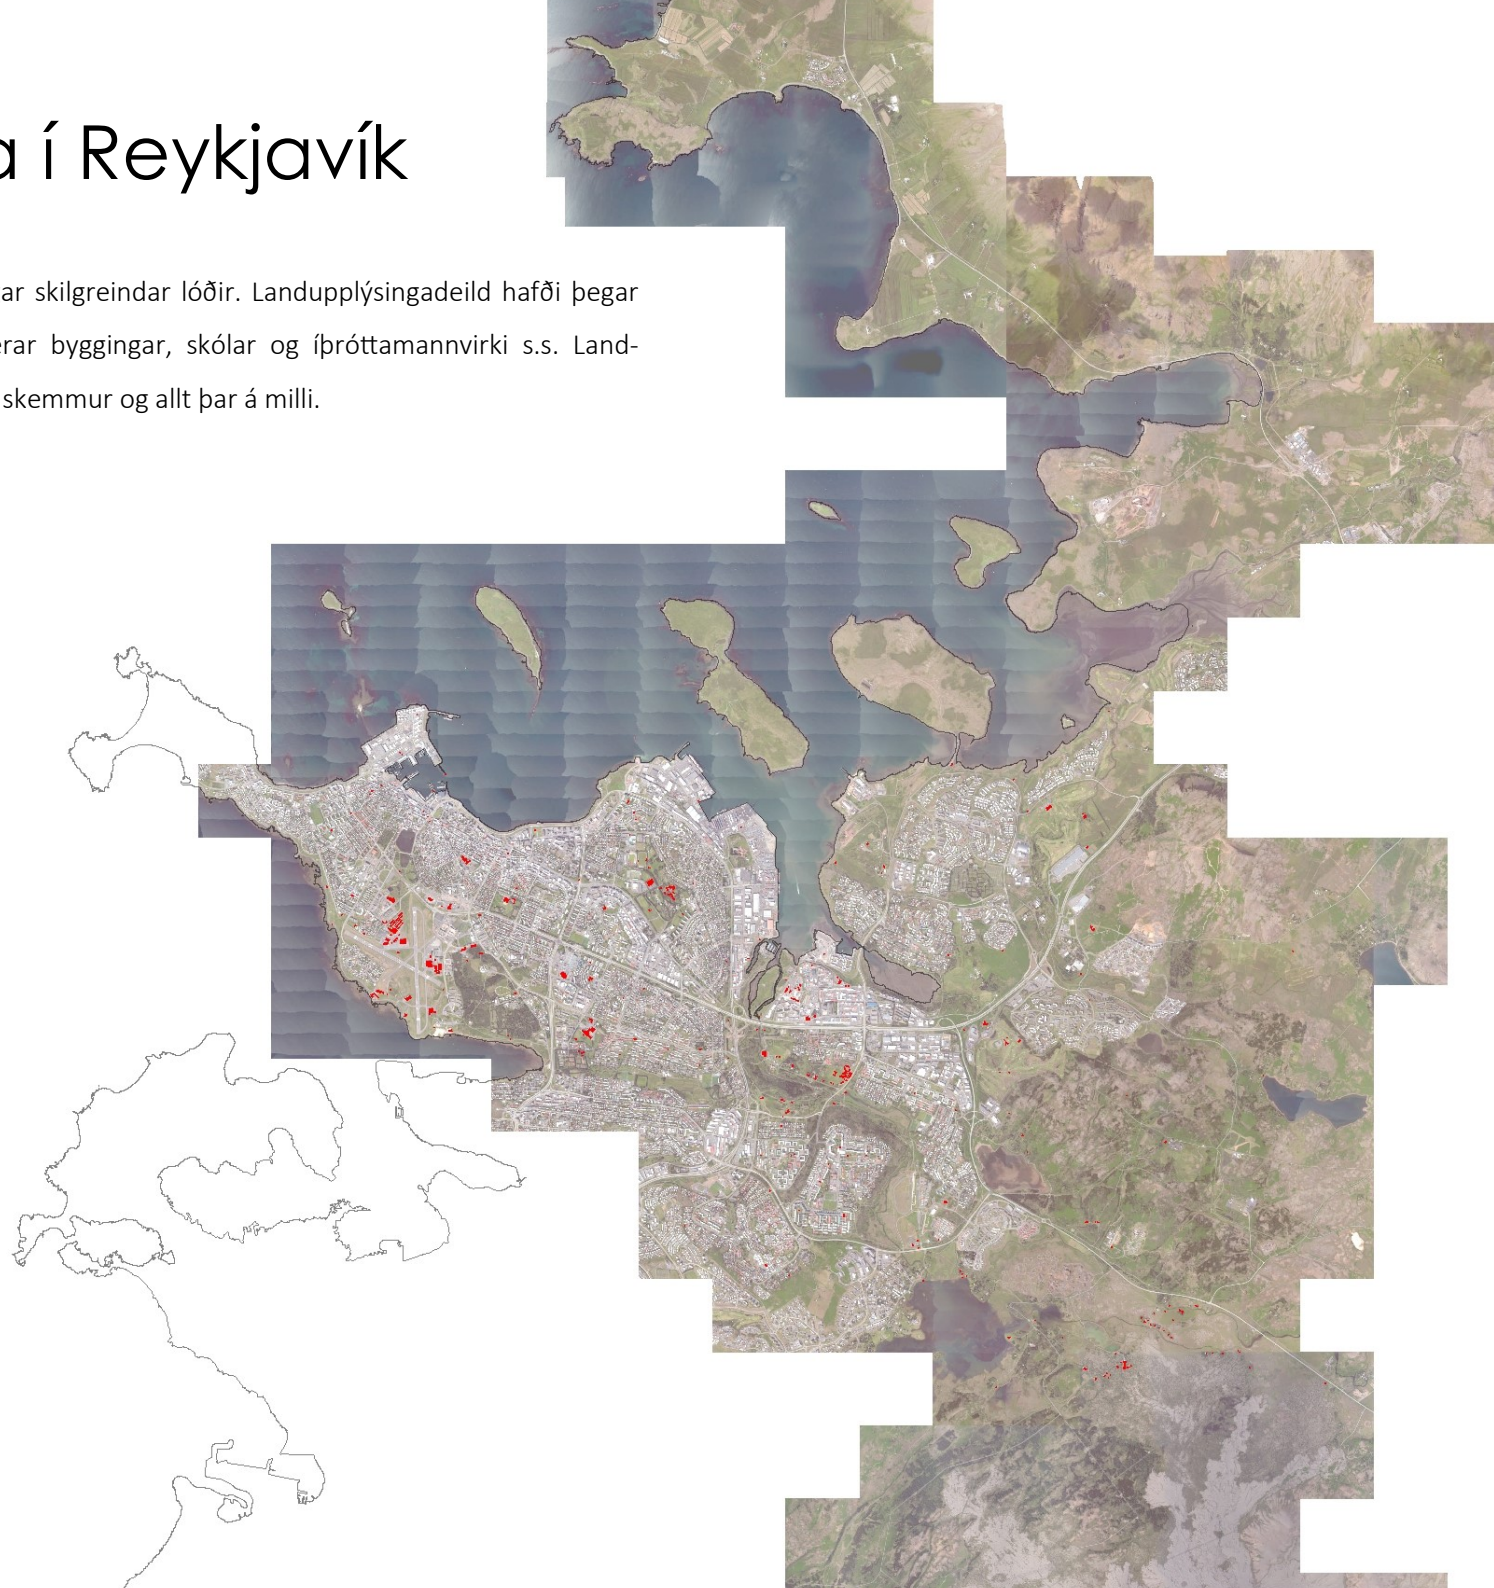 a í Reykjavík
ar skilgreindar lóðir. Landupplýsingadeild hafði þegar
erar byggingar, skólar og íþróttamannvirki s.s. Land-
skemmur og allt þar á milli.